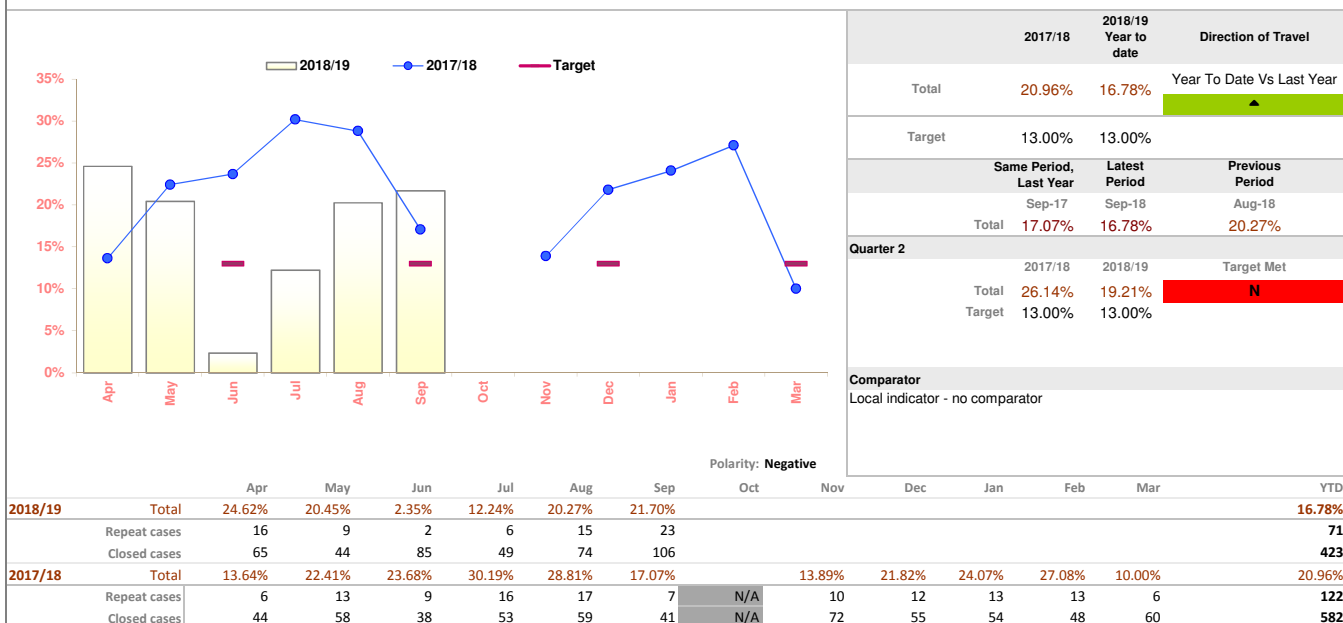 2018/19 2017/18 Target
35%
30%
25%
20%
15%
10%
5%
0%
Apr May Jun Jul Aug Sep Oct Nov Dec Jan Feb Mar
2017/18 2018/19 Year to date Direction of Travel
Total 20.96% 16.78% Year To Date Vs Last Year
Target 13.00% 13.00%
Same Period, Last Year Latest Period Previous Period
Sep-17 Sep-18 Aug-18
Total 17.07% 16.78% 20.27%
Quarter 2
2017/18 2018/19 Target Met
Total 26.14% 19.21% N
Target 13.00% 13.00%
Comparator
Local indicator - no comparator
Polarity: Negative
Apr May Jun Jul Aug Sep Oct Nov Dec Jan Feb Mar YTD
2018/19 Total 24.62% 20.45% 2.35% 12.24% 20.27% 21.70% 16.78%
Repeat cases 16 9 2 6 15 23 71
Closed cases 65 44 85 49 74 106 423
2017/18 Total 13.64% 22.41% 23.68% 30.19% 28.81% 17.07% 13.89% 21.82% 24.07% 27.08% 10.00% 20.96%
Repeat cases 6 13 9 16 17 7 N/A 10 12 13 13 6 122
Closed cases 44 58 38 53 59 41 N/A 72 55 54 48 60 582